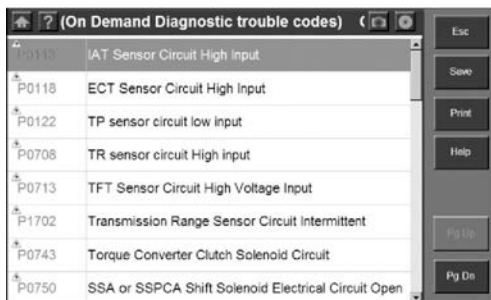 ? (On Demand Diagnostic trouble codes) (
Esc
P0113 IAT Sensor Circuit High Input
Save
P0118 ECT Sensor Circuit High Input
P0122 TP sensor circuit low input
Print
P0708 TR sensor circuit High input
Help
P0713 TFT Sensor Circuit High Voltage Input
P1702 Transmission Range Sensor Circuit Intermittent
Pg Up
P0743 Torque Converter Clutch Solenoid Circuit
Pg Dn
P0750 SSA or SSPCA Shift Solenoid Electrical Circuit Open